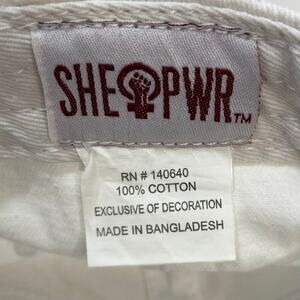 SHE PWR™
RN # 140640
100% COTTON
EXCLUSIVE OF DECORATION
MADE IN BANGLADESH